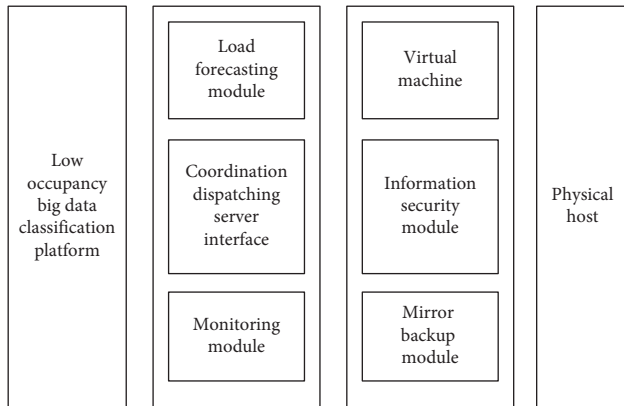 Low
occupancy
big data
classification
platform
Load
forecasting
module
Coordination
dispatching
server
interface
Monitoring
module
Virtual
machine
Information
security
module
Mirror
backup
module
Physical
host